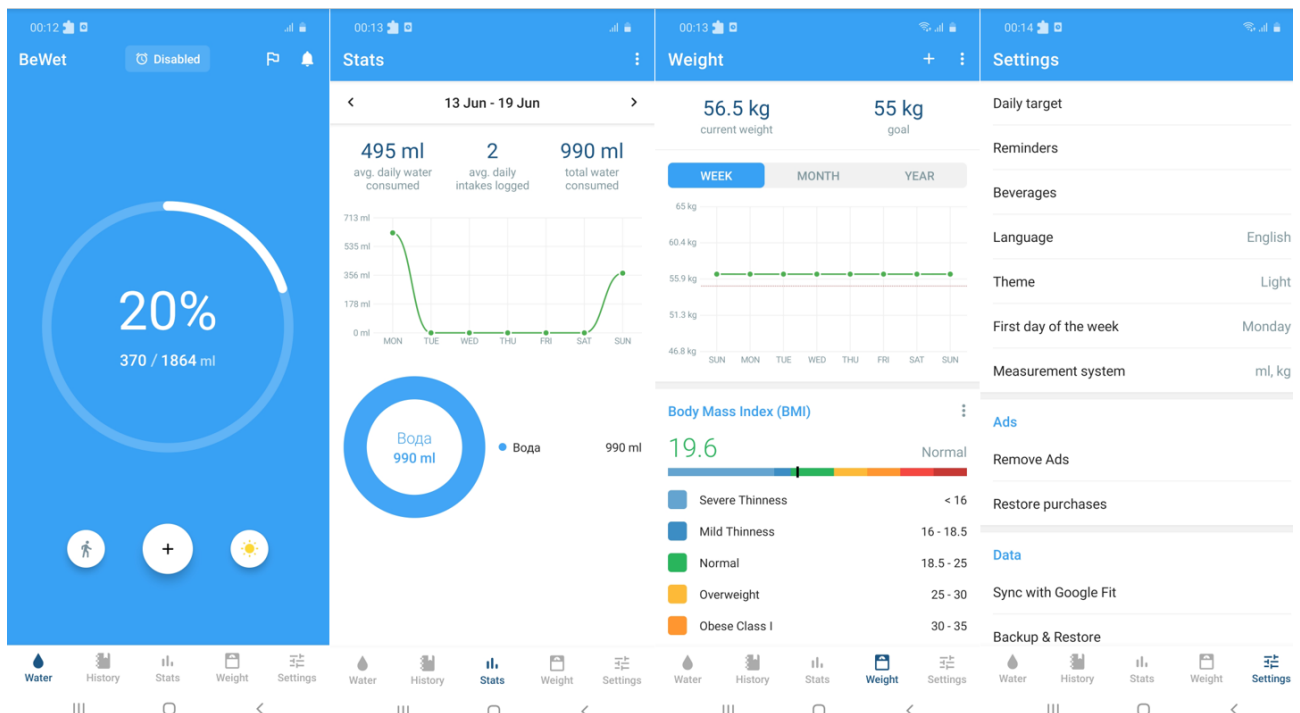 00:12
BeWet
Disabled
20%
370 / 1864 ml
Water
History
Stats
Weight
Settings
00:13
Stats
13 Jun - 19 Jun
495 ml
avg. daily water
consumed
2
avg. daily
intakes logged
990 ml
total water
consumed
713 ml
535 ml
356 ml
178 ml
0 ml
MON TUE WED THU FRI SAT SUN
Вода
990 ml
Вода 990 ml
Water
History
Stats
Weight
Settings
00:13
Weight
56.5 kg
current weight
55 kg
goal
WEEK MONTH YEAR
65 kg
60.4 kg
55.9 kg
51.3 kg
46.8 kg
SUN MON TUE WED THU FRI SAT SUN
Body Mass Index (BMI)
19.6 Normal
Severe Thinness < 16
Mild Thinness 16 - 18.5
Normal 18.5 - 25
Overweight 25 - 30
Obese Class I 30 - 35
Water
History
Stats
Weight
Settings
00:14
Settings
Daily target
Reminders
Beverages
Language English
Theme Light
First day of the week Monday
Measurement system ml, kg
Ads
Remove Ads
Restore purchases
Data
Sync with Google Fit
Backup & Restore
Water
History
Stats
Weight
Settings